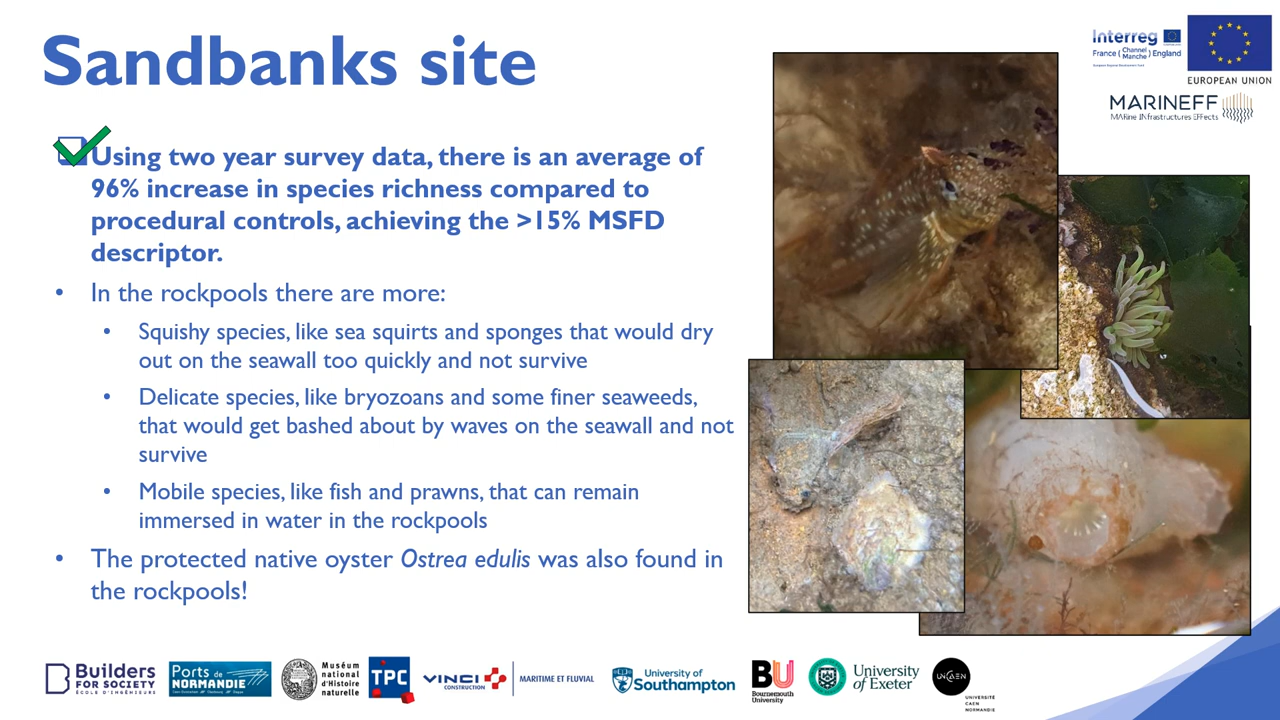 Sandbanks site
Interreg
France ( Channel Manche ) England
European Regional Development Fund
EUROPEAN UNION
MARINEFF
MARine INfrastructures EFFects
Using two year survey data, there is an average of
96% increase in species richness compared to
procedural controls, achieving the >15% MSFD
descriptor.
• In the rockpools there are more:
• Squishy species, like sea squirts and sponges that would dry
out on the seawall too quickly and not survive
• Delicate species, like bryozoans and some finer seaweeds,
that would get bashed about by waves on the seawall and not
survive
• Mobile species, like fish and prawns, that can remain
immersed in water in the rockpools
• The protected native oyster Ostrea edulis was also found in
the rockpools!
Builders
FOR SOCIETY
ÉCOLE D'INGÉNIEURS
Ports de
NORMANDIE
Muséum
national
d'Histoire
naturelle
TPC
VINCI
CONSTRUCTION
MARITIME ET FLUVIAL
University of
Southampton
BU
Bournemouth
University
University
of Exeter
UNICAEN
UNIVERSITÉ
CAEN
NORMANDIE